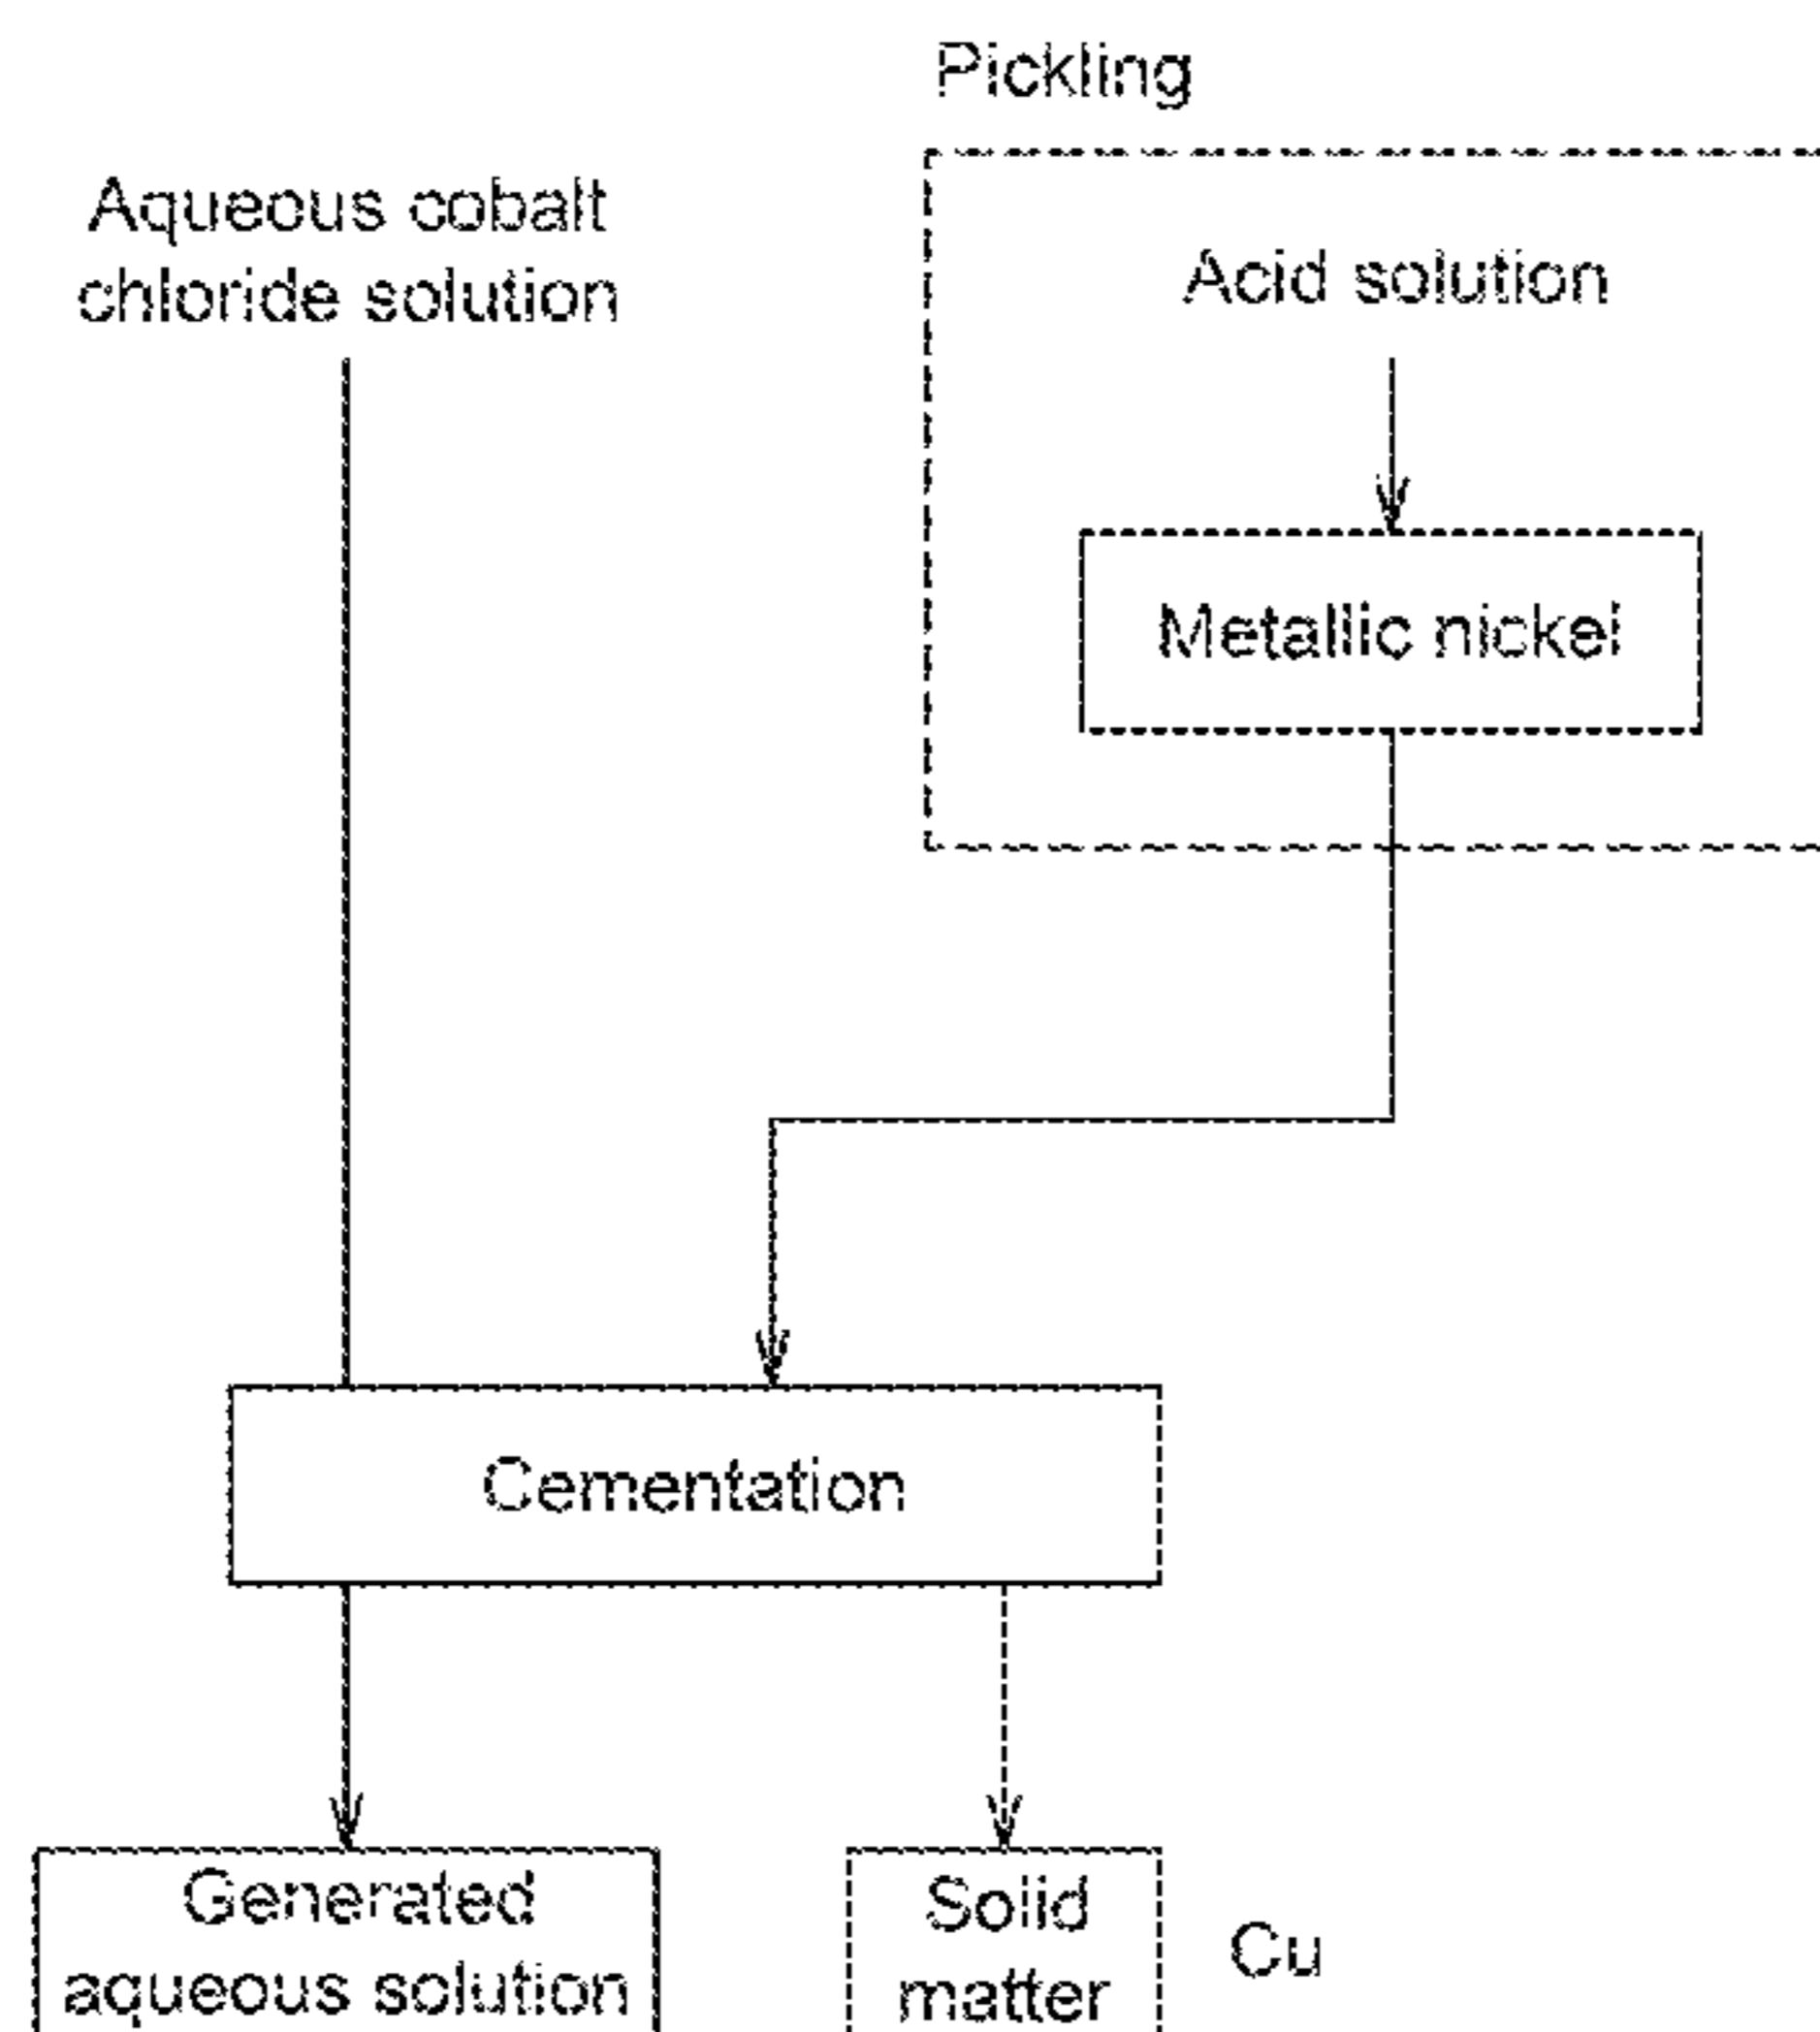 Pickling
Aqueous cobalt
chloride solution
Acid solution
Metallic nickel
Cementation
Generated
aqueous solution
Solid
matter
Cu